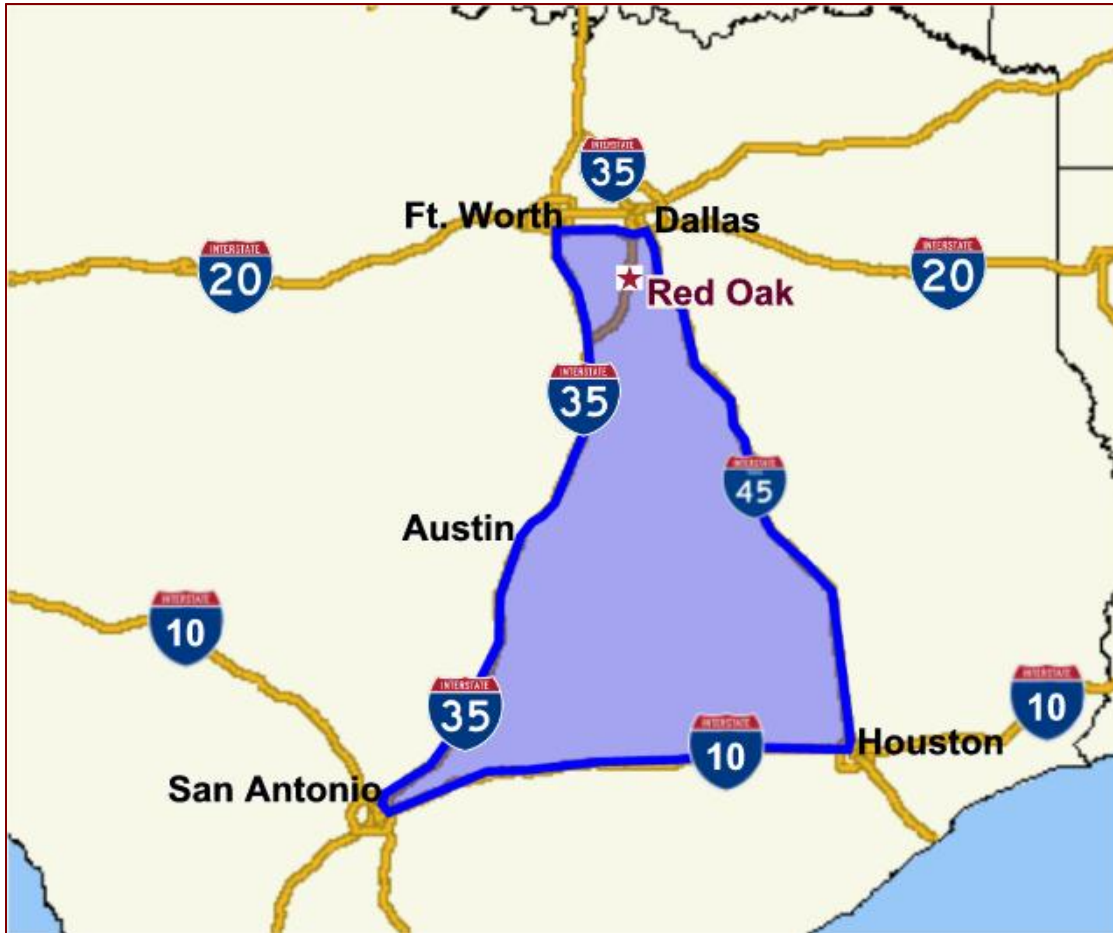 INTERSTATE
35
Ft. Worth
Dallas
INTERSTATE
20
INTERSTATE
20
Red Oak
INTERSTATE
35
INTERSTATE
45
Austin
INTERSTATE
10
INTERSTATE
35
INTERSTATE
10
INTERSTATE
10
Houston
San Antonio